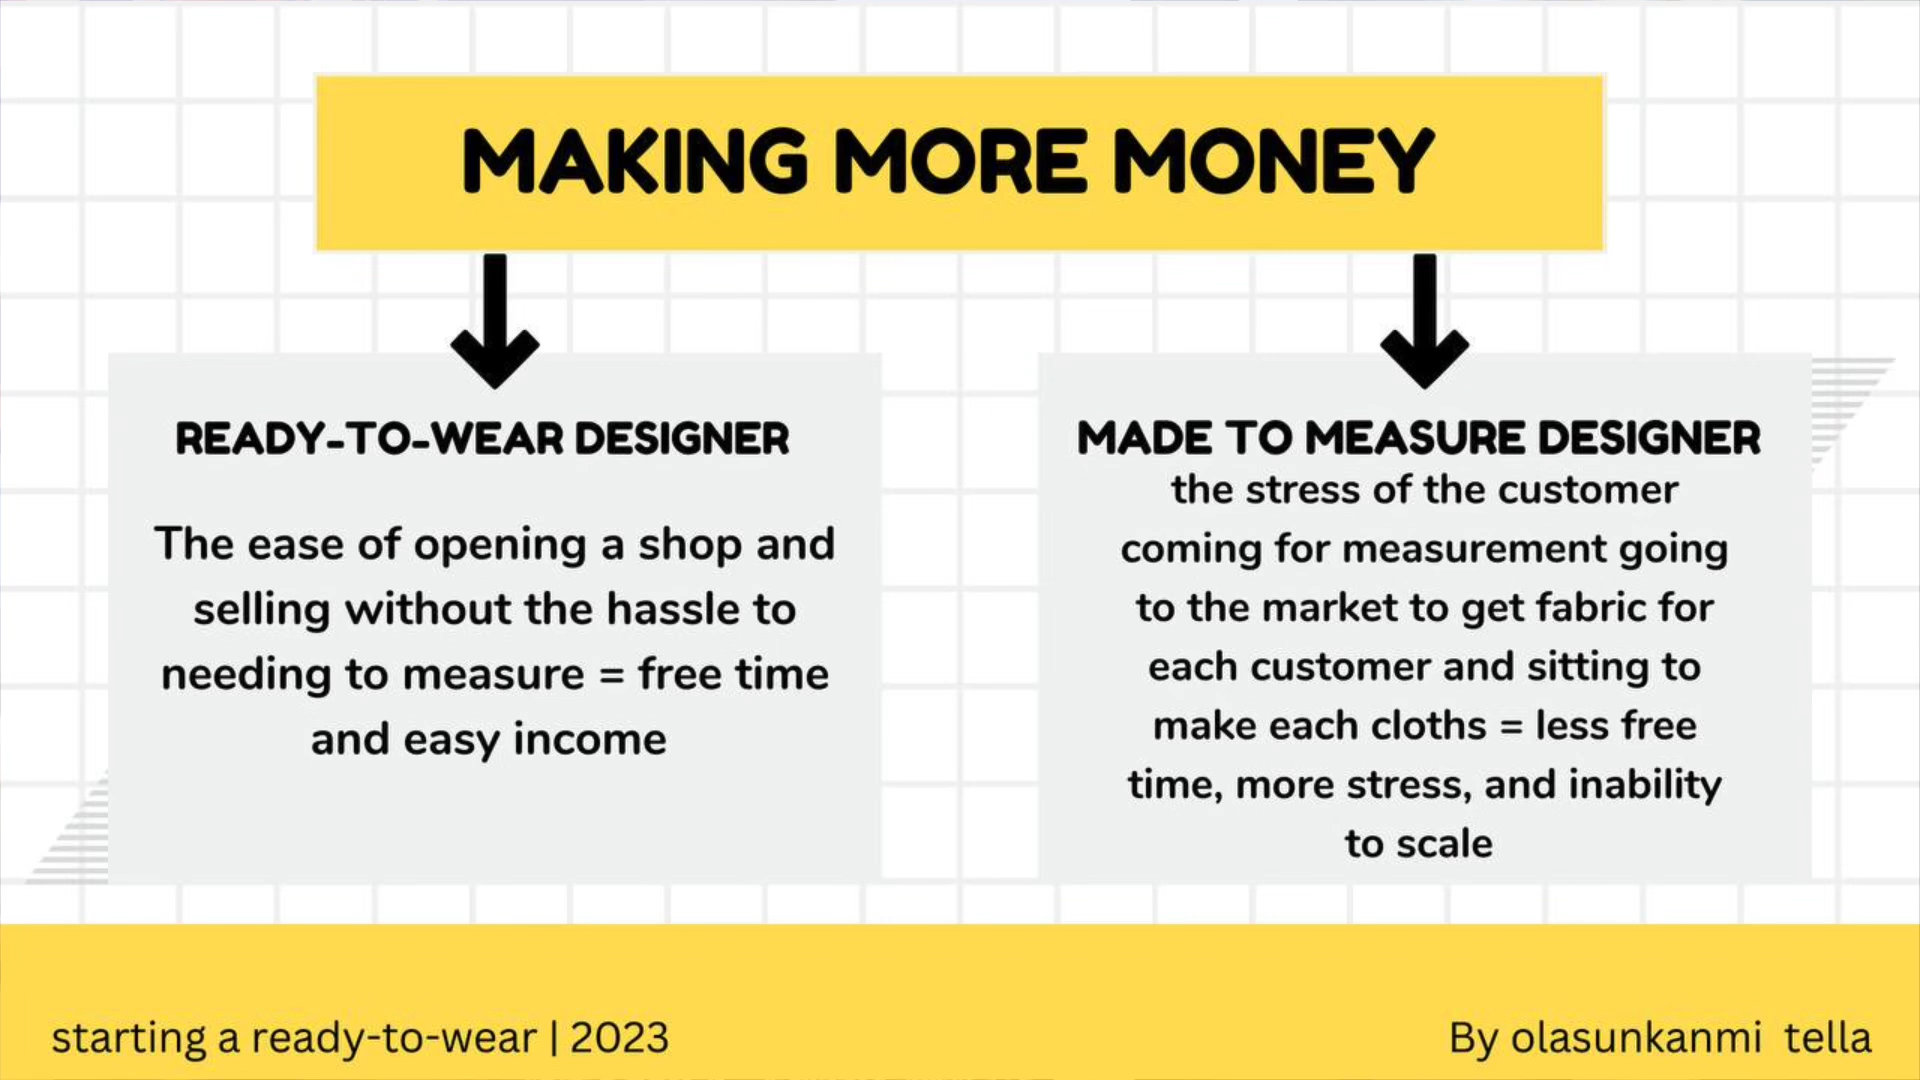 MAKING MORE MONEY
READY-TO-WEAR DESIGNER
The ease of opening a shop and
selling without the hassle to
needing to measure = free time
and easy income
MADE TO MEASURE DESIGNER
the stress of the customer
coming for measurement going
to the market to get fabric for
each customer and sitting to
make each cloths = less free
time, more stress, and inability
to scale
starting a ready-to-wear | 2023
By olasunkanmi tella